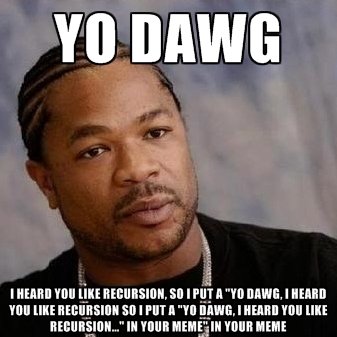 YO DAWG
I HEARD YOU LIKE RECURSION, SO I PUT A "YO DAWG, I HEARD
YOU LIKE RECURSION SO I PUT A "YO DAWG, I HEARD YOU LIKE
RECURSION..." IN YOUR MEME" IN YOUR MEME